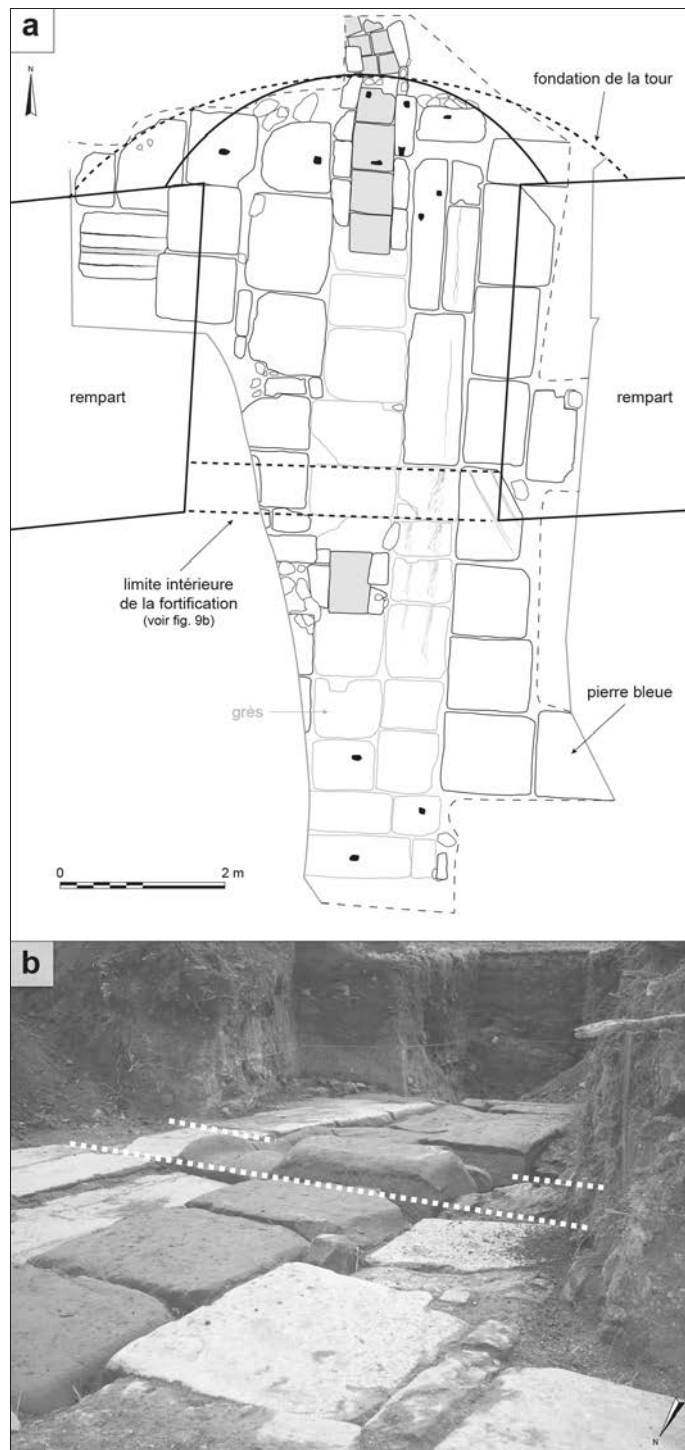 a
N
fondation de la tour
rempart
rempart
limite intérieure
de la fortification
(voir fig. 9b)
grès
pierre bleue
0
2 m
b
N